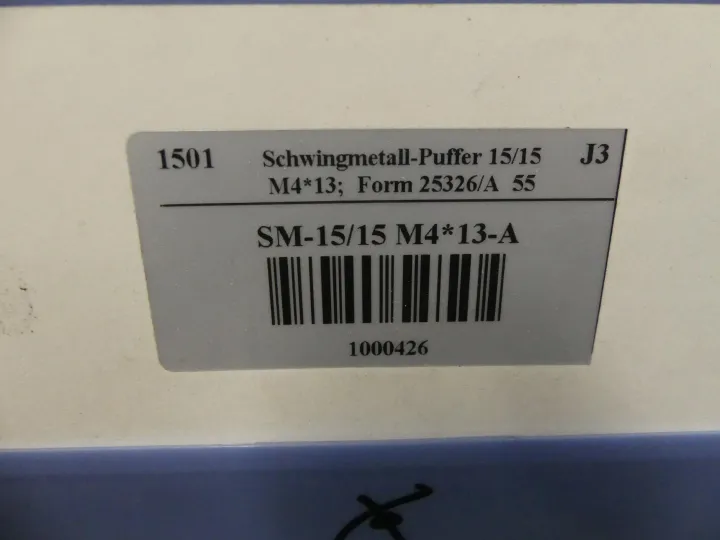 1501 Schwingmetall-Puffer 15/15 J3
M4*13; Form 25326/A 55
SM-15/15 M4*13-A
1000426